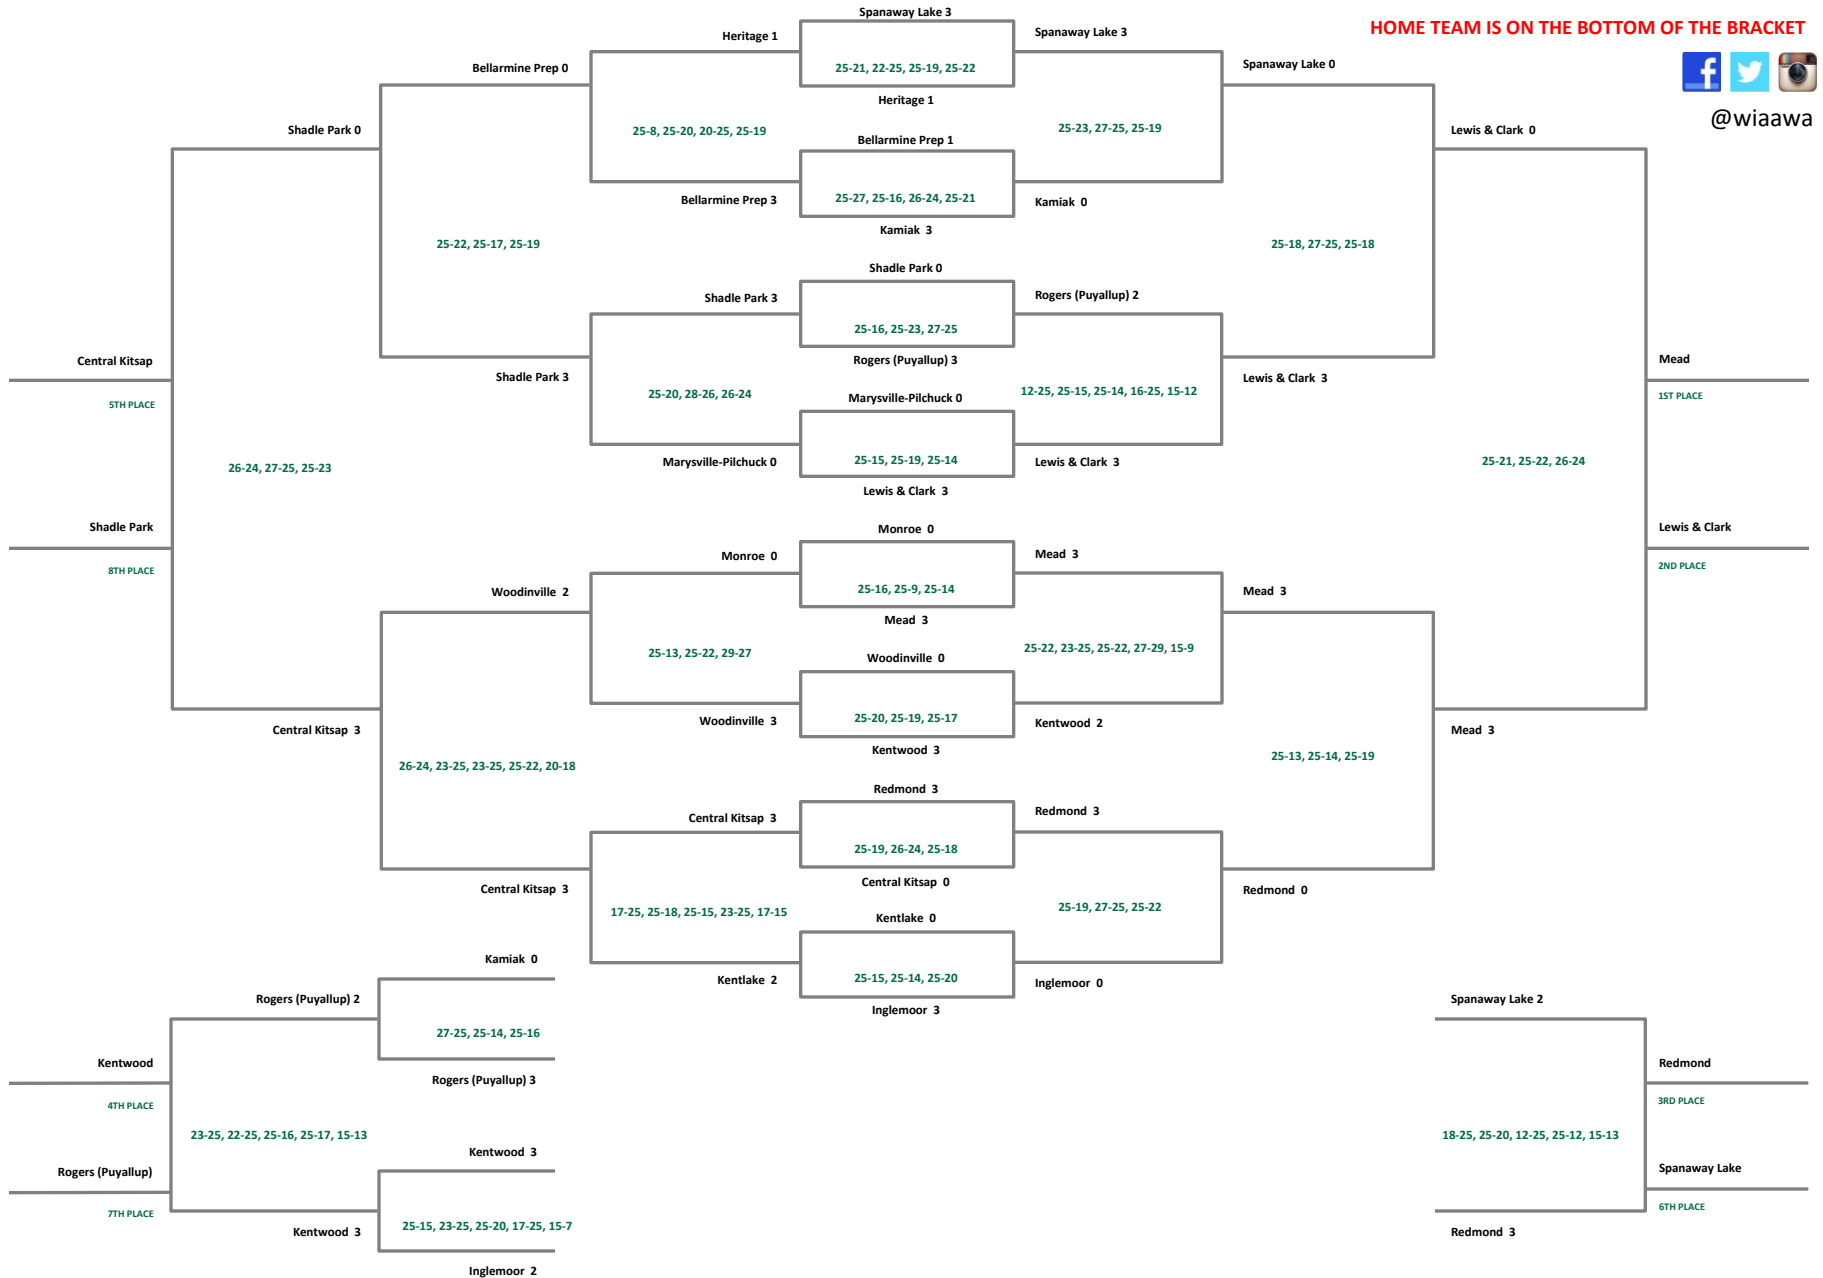 HOME TEAM IS ON THE BOTTOM OF THE BRACKET
@wiaawa
Spanaway Lake 3
25-21, 22-25, 25-19, 25-22
Heritage 1
Bellarmine Prep 1
25-27, 25-16, 26-24, 25-21
Kamiak 3
Shadle Park 0
25-16, 25-23, 27-25
Rogers (Puyallup) 3
Marysville-Pilchuck 0
25-15, 25-19, 25-14
Lewis & Clark 3
Monroe 0
25-16, 25-9, 25-14
Mead 3
Woodinville 0
25-20, 25-19, 25-17
Kentwood 3
Redmond 3
25-19, 26-24, 25-18
Central Kitsap 0
Kentlake 0
25-15, 25-14, 25-20
Inglemoor 3
Spanaway Lake 3
25-23, 27-25, 25-19
Kamiak 0
Rogers (Puyallup) 2
12-25, 25-15, 25-14, 16-25, 15-12
Lewis & Clark 3
Mead 3
25-22, 23-25, 25-22, 27-29, 15-9
Kentwood 2
Redmond 3
25-19, 27-25, 25-22
Inglemoor 0
Spanaway Lake 0
25-18, 27-25, 25-18
Lewis & Clark 3
Mead 3
25-13, 25-14, 25-19
Redmond 0
Lewis & Clark 0
25-21, 25-22, 26-24
Mead 3
Mead
1ST PLACE
Lewis & Clark
2ND PLACE
Spanaway Lake 2
18-25, 25-20, 12-25, 25-12, 15-13
Redmond 3
Redmond
3RD PLACE
Spanaway Lake
6TH PLACE
Heritage 1
25-8, 25-20, 20-25, 25-19
Bellarmine Prep 3
Shadle Park 3
25-20, 28-26, 26-24
Marysville-Pilchuck 0
Monroe 0
25-13, 25-22, 29-27
Woodinville 3
Central Kitsap 3
17-25, 25-18, 25-15, 23-25, 17-15
Kentlake 2
Bellarmine Prep 0
25-22, 25-17, 25-19
Shadle Park 3
Woodinville 2
26-24, 23-25, 23-25, 25-22, 20-18
Central Kitsap 3
Shadle Park 0
26-24, 27-25, 25-23
Central Kitsap 3
Central Kitsap
5TH PLACE
Shadle Park
8TH PLACE
Kamiak 0
27-25, 25-14, 25-16
Rogers (Puyallup) 3
Kentwood 3
25-15, 23-25, 25-20, 17-25, 15-7
Inglemoor 2
Rogers (Puyallup) 2
23-25, 22-25, 25-16, 25-17, 15-13
Kentwood 3
Kentwood
4TH PLACE
Rogers (Puyallup)
7TH PLACE